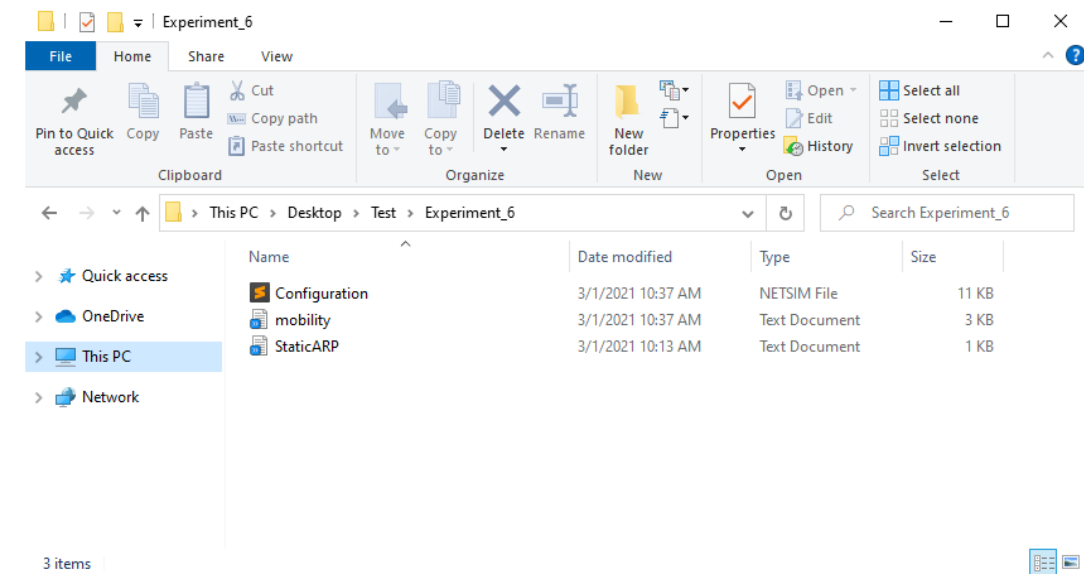 Experiment_6
File Home Share View
Pin to Quick access
Copy
Paste
Cut
Copy path
Paste shortcut
Clipboard
Move to
Copy to
Delete
Rename
Organize
New folder
New
Properties
Open
Edit
History
Open
Select all
Select none
Invert selection
Select
This PC > Desktop > Test > Experiment_6
Search Experiment_6
Quick access
OneDrive
This PC
Network
Name Date modified Type Size
Configuration 3/1/2021 10:37 AM NETSIM File 11 KB
mobility 3/1/2021 10:37 AM Text Document 3 KB
StaticARP 3/1/2021 10:13 AM Text Document 1 KB
3 items